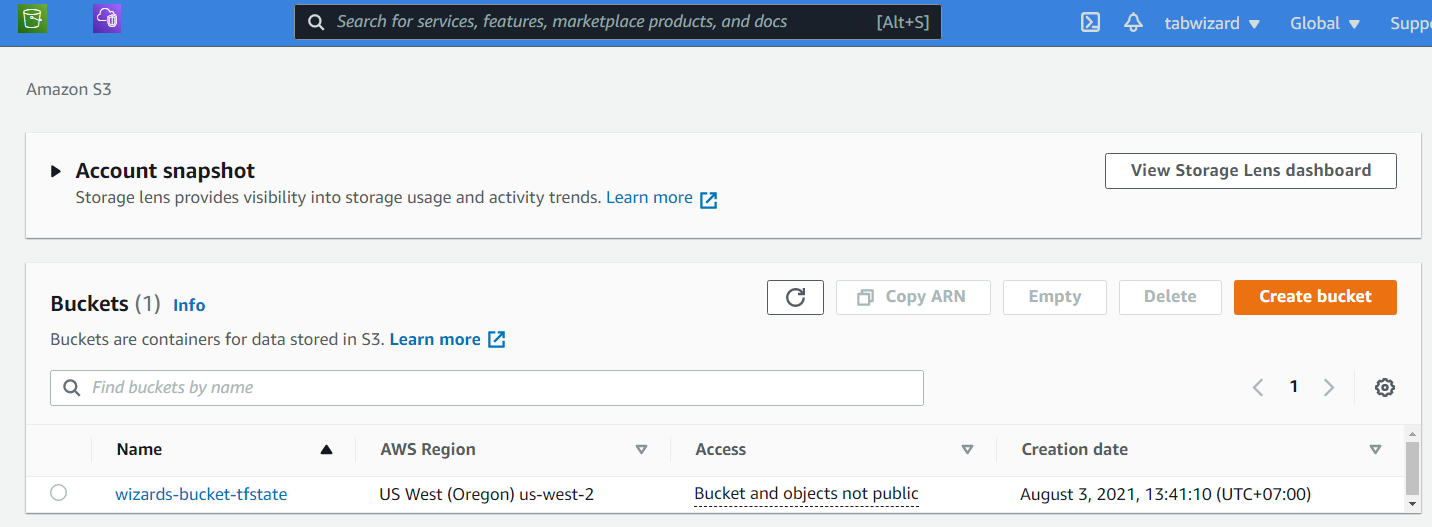 Search for services, features, marketplace products, and docs [Alt+S] tabwizard Global
Amazon S3
Account snapshot View Storage Lens dashboard
Storage lens provides visibility into storage usage and activity trends. Learn more
Buckets (1) Info Copy ARN Empty Delete Create bucket
Buckets are containers for data stored in S3. Learn more
Find buckets by name 1
Name AWS Region Access Creation date
wizards-bucket-tfstate US West (Oregon) us-west-2 Bucket and objects not public August 3, 2021, 13:41:10 (UTC+07:00)